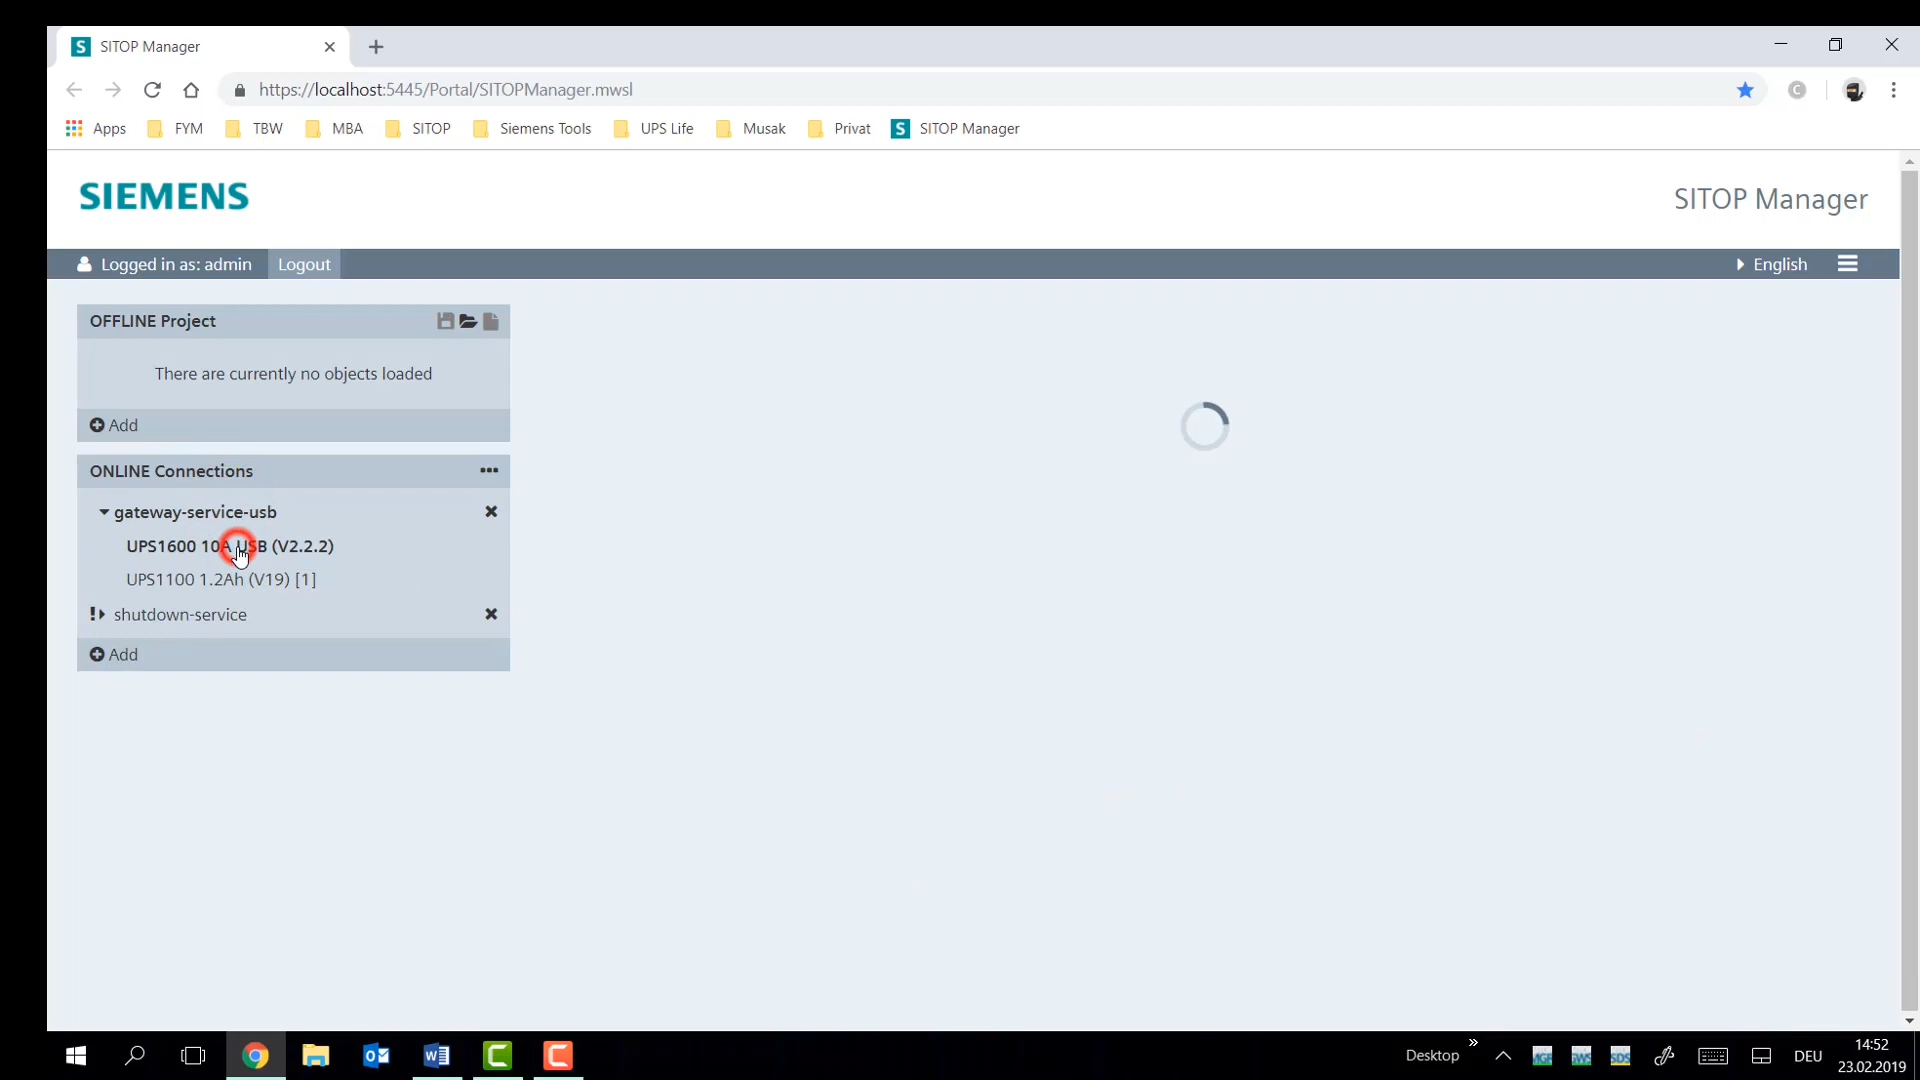 SITOP Manager
https://localhost:5445/Portal/SITOPManager.mwsl
Apps FYM TBW MBA SITOP Siemens Tools UPS Life Musak Privat SITOP Manager
SIEMENS
SITOP Manager
Logged in as: admin Logout English
OFFLINE Project
There are currently no objects loaded
Add
ONLINE Connections
gateway-service-usb
UPS1600 10A USB (V2.2.2)
UPS1100 1.2Ah (V19) [1]
shutdown-service
Add
Desktop DEU 14:52
23.02.2019